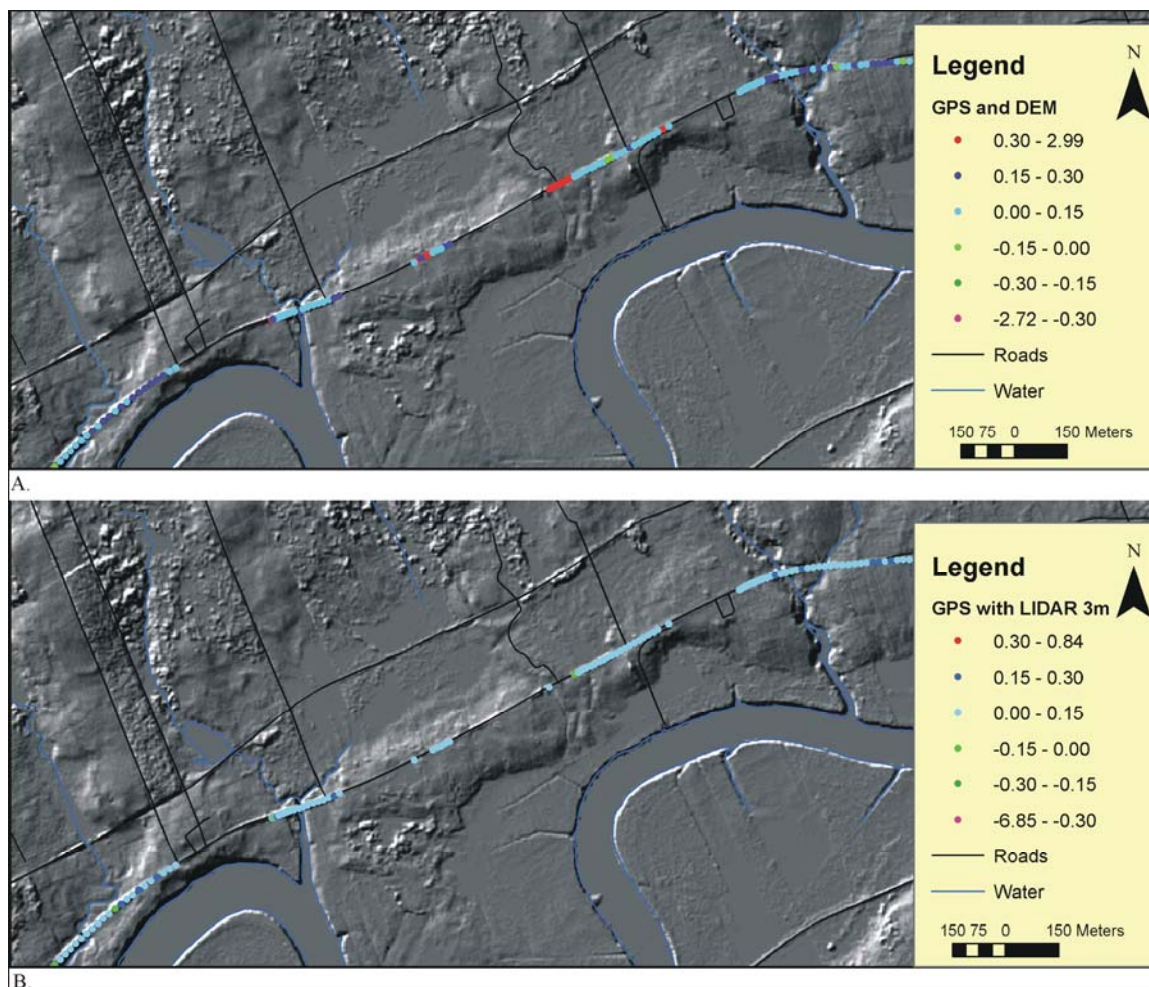 Legend
N
GPS and DEM
0.30 - 2.99
0.15 - 0.30
0.00 - 0.15
-0.15 - 0.00
-0.30 - -0.15
-2.72 - -0.30
Roads
Water
150 75 0 150 Meters
A.
Legend
N
GPS with LIDAR 3m
0.30 - 0.84
0.15 - 0.30
0.00 - 0.15
-0.15 - 0.00
-0.30 - -0.15
-6.85 - -0.30
Roads
Water
150 75 0 150 Meters
B.